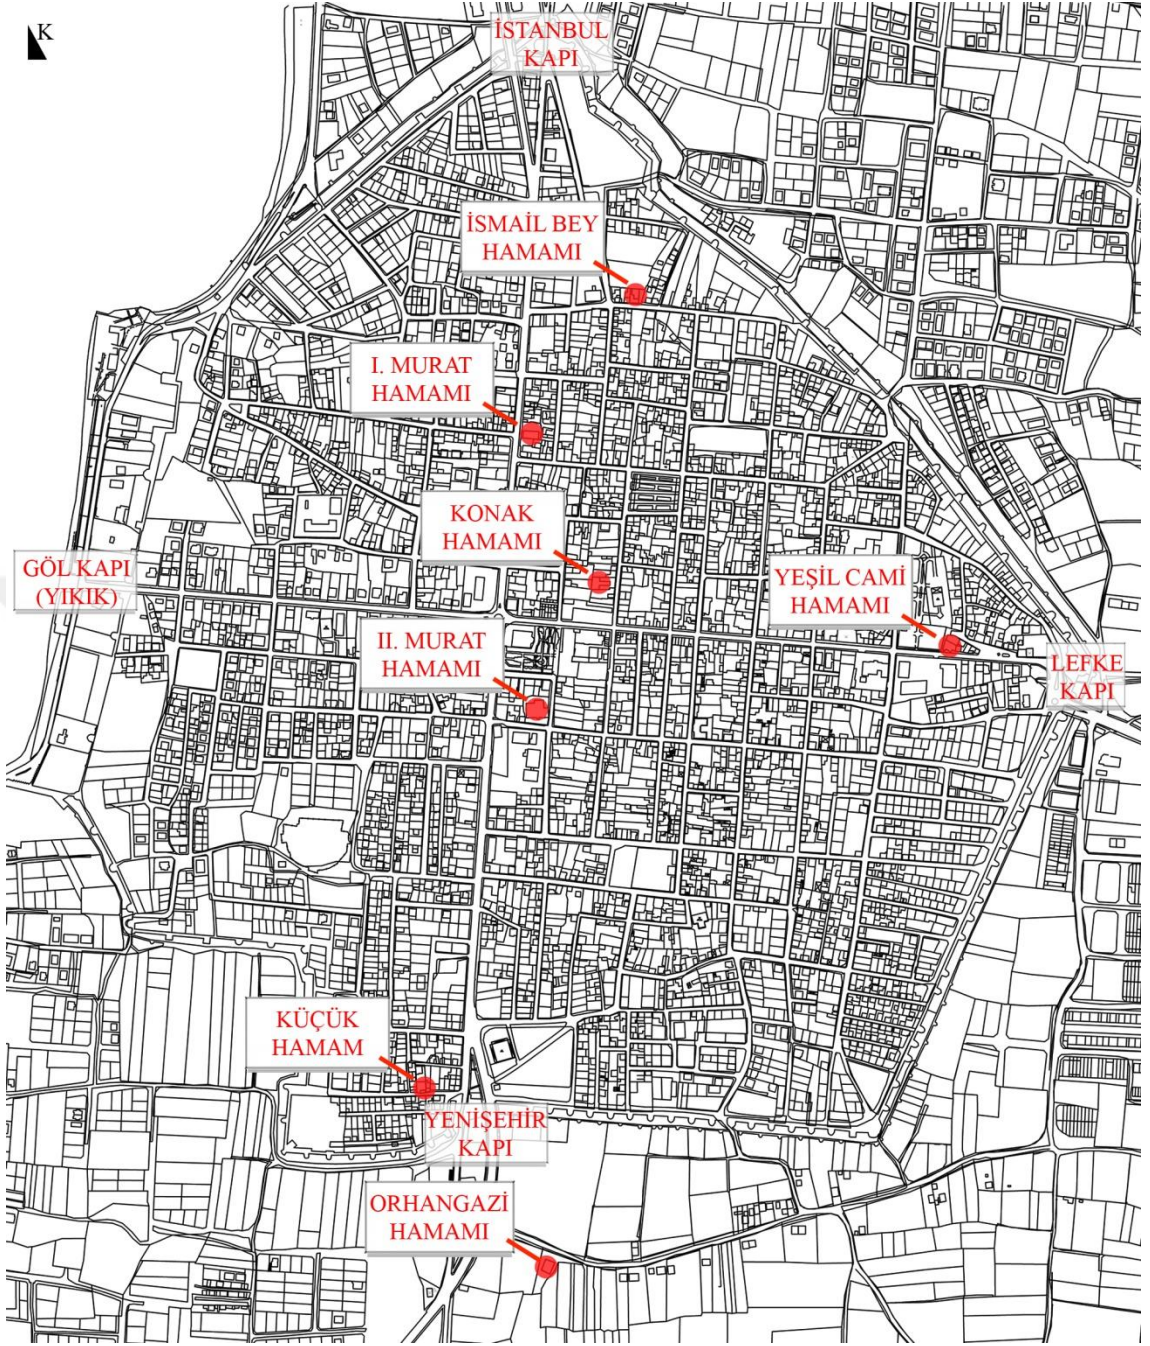 K
İSTANBUL
KAPI
İSMAİL BEY
HAMAMI
I. MURAT
HAMAMI
KONAK
HAMAMI
GÖL KAPI
(YIKIK)
YEŞİL CAMİ
HAMAMI
II. MURAT
HAMAMI
LEFKE
KAPI
KÜÇÜK
HAMAM
YENİŞEHİR
KAPI
ORHANGAZİ
HAMAMI